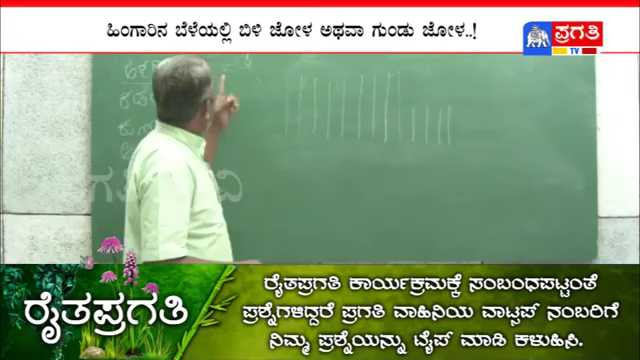 ಹಿಂಗಾರಿನ ಬೆಳೆಯಲ್ಲಿ ಬಿಳಿ ಜೋಳ ಅಥವಾ ಗುಂಡು ಜೋಳ..!
ಪ್ರಗತಿ
TV
ರೈತಪ್ರಗತಿ
ರೈತಪ್ರಗತಿ ಕಾರ್ಯಕ್ರಮಕ್ಕೆ ಸಂಬಂಧಪಟ್ಟಂತೆ
ಪ್ರಶ್ನೆಗಳಿದ್ದರೆ ಪ್ರಗತಿ ವಾಹಿನಿಯ ವಾಟ್ಸಪ್ ನಂಬರಿಗೆ
ನಿಮ್ಮ ಪ್ರಶ್ನೆಯನ್ನು ಟೈಪ್ ಮಾಡಿ ಕಳುಹಿಸಿ.